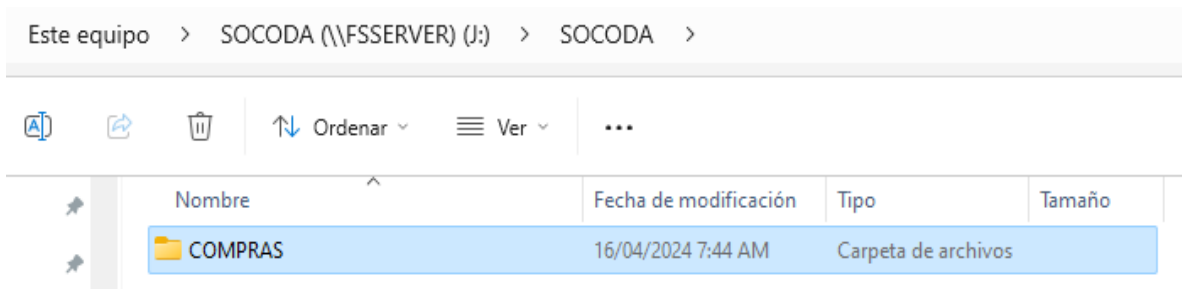 Este equipo > SOCODA (\\FSSERVER) (J:) > SOCODA >
A Ordenar Ver ...
Nombre Fecha de modificación Tipo Tamaño
COMPRAS 16/04/2024 7:44 AM Carpeta de archivos